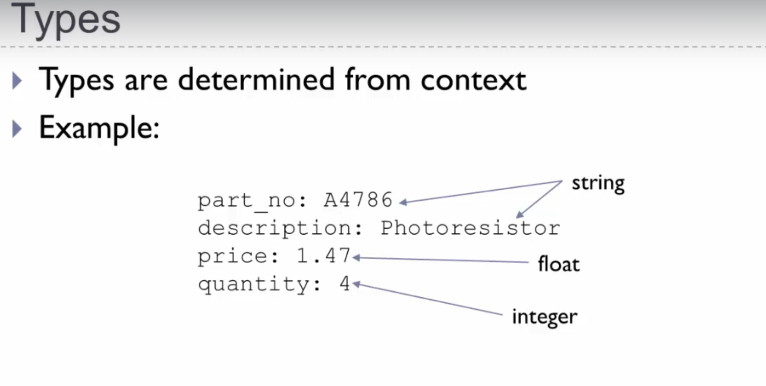 Types
Types are determined from context
Example:
string
part_no: A4786
description: Photoresistor
price: 1.47
float
quantity: 4
integer